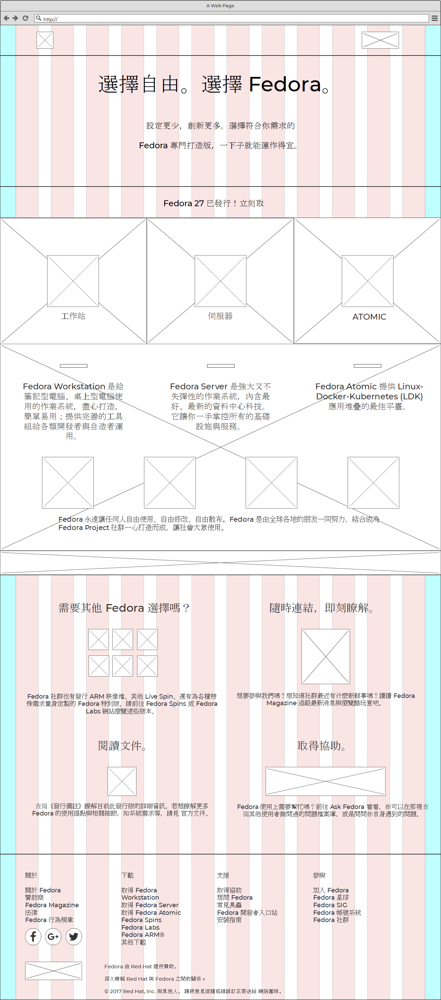 A Web Page
http://
選擇自由。選擇 Fedora。
設定更少，創新更多。選擇符合你需求的
Fedora 專門打造版，一下子就能運作得宜。
Fedora 27 已發行！立刻取
工作站
伺服器
ATOMIC
Fedora Workstation 是給
筆記型電腦、桌上型電腦使
用的作業系統，盡心打造，
簡單易用；提供完善的工具
組給各類開發者與自造者運
用。
Fedora Server 是強大又不
失彈性的作業系統，內含最
好、最新的資料中心科技。
它讓你一手掌控所有的基礎
設施與服務。
Fedora Atomic 提供 Linux-
Docker-Kubernetes (LDK)
應用堆疊的最佳平臺。
Fedora 永遠讓任何人自由使用、自由修改、自由散布。Fedora 是由全球各地的朋友一同努力，結合成為
Fedora Project 社群一心打造而成，讓社會大眾使用。
需要其他 Fedora 選擇嗎？
隨時連結，即刻瞭解。
Fedora 社群也有發行 ARM 映像檔、其他 Live Spin、還有為各種特
殊需求量身定製的 Fedora 特別版。請前往 Fedora Spins 或 Fedora
Labs 網站瀏覽這些版本。
想要參與我們嗎？想知道社群最近有什麼新鮮事嗎？讀讀 Fedora
Magazine 追蹤最新消息與瀏覽酷玩意吧。
閱讀文件。
取得協助。
查閱《發行備註》瞭解目前此發行版的詳細資訊。若想瞭解更多
Fedora 的使用提點與相關細節，如系統需求等，請見 官方文件。
Fedora 使用上需要幫忙嗎？前往 Ask Fedora 看看，你可以在那裡查
閱其他使用者詢問過的問題檔案庫，或是問問你自身遇到的問題。
關於
關於 Fedora
贊助商
Fedora Magazine
法律
Fedora 行為規章
下載
取得 Fedora
Workstation
取得 Fedora Server
取得 Fedora Atomic
Fedora Spins
Fedora Labs
Fedora ARM®
其他下載
支援
取得協助
想問 Fedora
常見臭蟲
Fedora 開發者入口站
安裝指南
參與
加入 Fedora
Fedora 星球
Fedora SIG
Fedora 帳號系統
Fedora 社群
Fedora 由 Red Hat 提供贊助。
深入瞭解 Red Hat 與 Fedora 之間的關係 »
© 2017 Red Hat, Inc. 與其他人。 請將意見回饋或錯誤訂正寄送給 網站團隊。